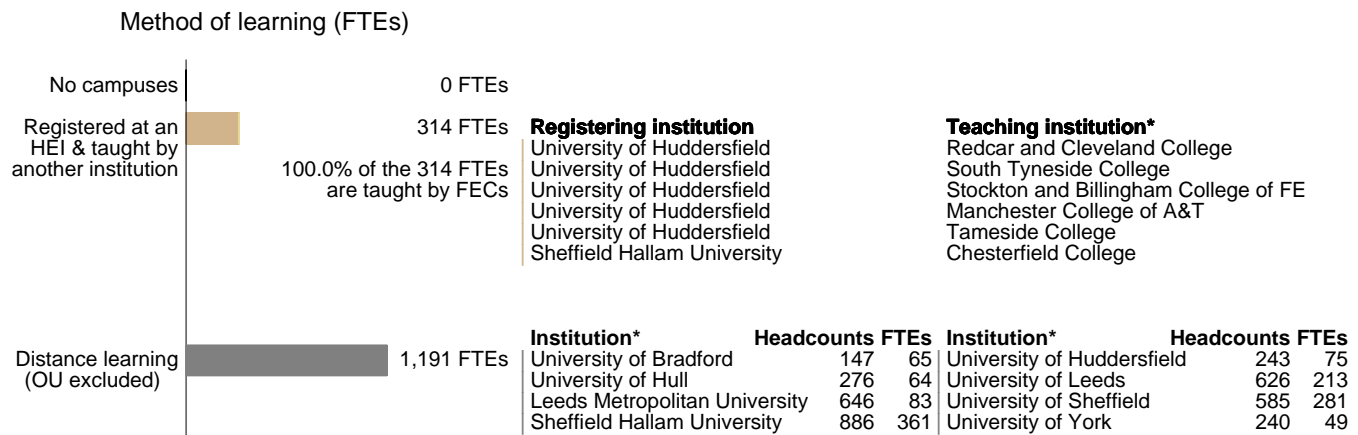 Method of learning (FTEs)
No campuses 0 FTEs
Registered at an HEI & taught by another institution
314 FTEs
100.0% of the 314 FTEs are taught by FECs
Registering institution Teaching institution*
University of Huddersfield Redcar and Cleveland College
University of Huddersfield South Tyneside College
University of Huddersfield Stockton and Billingham College of FE
University of Huddersfield Manchester College of A&T
University of Huddersfield Tameside College
Sheffield Hallam University Chesterfield College
Distance learning (OU excluded)
1,191 FTEs
Institution* Headcounts FTEs Institution* Headcounts FTEs
University of Bradford 147 65 University of Huddersfield 243 75
University of Hull 276 64 University of Leeds 626 213
Leeds Metropolitan University 646 83 University of Sheffield 585 281
Sheffield Hallam University 886 361 University of York 240 49